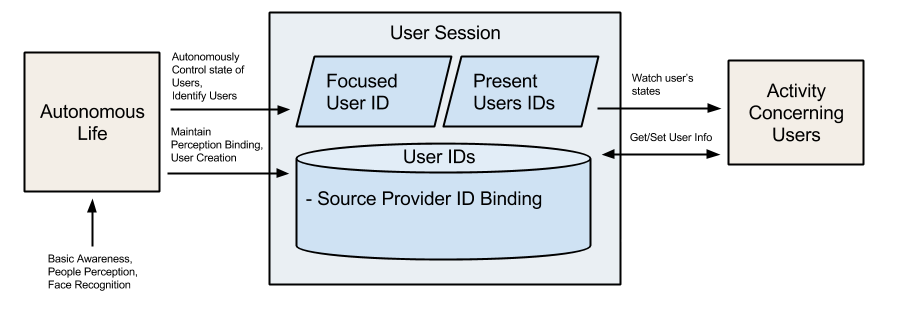 User Session
Autonomous
Life
Autonomously
Control state of
Users,
Identify Users
Maintain
Perception Binding,
User Creation
Basic Awareness,
People Perception,
Face Recognition
Focused
User ID
Present
Users IDs
User IDs
- Source Provider ID Binding
Watch user's
states
Get/Set User Info
Activity
Concerning
Users